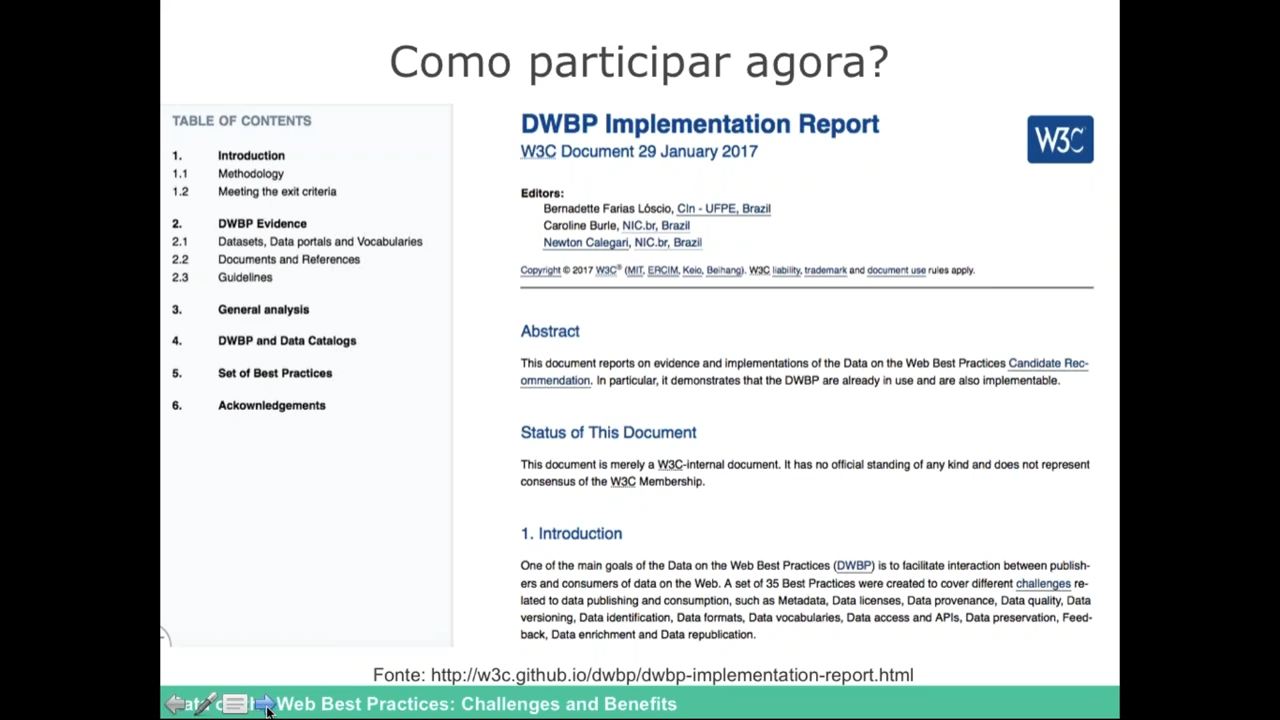 Como participar agora?
TABLE OF CONTENTS
1. Introduction
1.1 Methodology
1.2 Meeting the exit criteria
2. DWBP Evidence
2.1 Datasets, Data portals and Vocabularies
2.2 Documents and References
2.3 Guidelines
3. General analysis
4. DWBP and Data Catalogs
5. Set of Best Practices
6. Ackownledgements
DWBP Implementation Report
W3C Document 29 January 2017
W3C
Editors:
Bernadette Farias Lóscio, CIn - UFPE, Brazil
Caroline Burle, NIC.br, Brazil
Newton Calegari, NIC.br, Brazil
Copyright © 2017 W3C® (MIT, ERCIM, Keio, Beihang). W3C liability, trademark and document use rules apply.
Abstract
This document reports on evidence and implementations of the Data on the Web Best Practices Candidate Rec-
ommendation. In particular, it demonstrates that the DWBP are already in use and are also implementable.
Status of This Document
This document is merely a W3C-internal document. It has no official standing of any kind and does not represent
consensus of the W3C Membership.
1. Introduction
One of the main goals of the Data on the Web Best Practices (DWBP) is to facilitate interaction between publish-
ers and consumers of data on the Web. A set of 35 Best Practices were created to cover different challenges re-
lated to data publishing and consumption, such as Metadata, Data licenses, Data provenance, Data quality, Data
versioning, Data identification, Data formats, Data vocabularies, Data access and APIs, Data preservation, Feed-
back, Data enrichment and Data republication.
Fonte: http://w3c.github.io/dwbp/dwbp-implementation-report.html
Web Best Practices: Challenges and Benefits